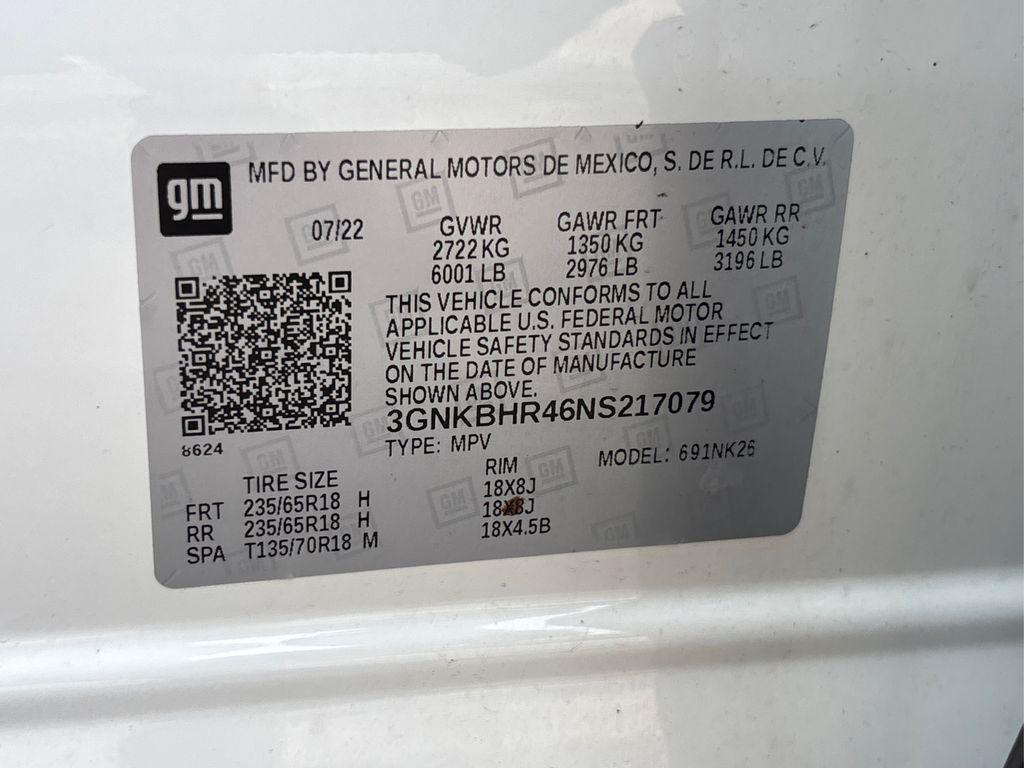 gm
MFD BY GENERAL MOTORS DE MEXICO, S. DE R.L. DE C.V.
07/22 GVWR GAWR FRT GAWR RR
2722 KG 1350 KG 1450 KG
6001 LB 2976 LB 3196 LB
THIS VEHICLE CONFORMS TO ALL
APPLICABLE U.S. FEDERAL MOTOR
VEHICLE SAFETY STANDARDS IN EFFECT
ON THE DATE OF MANUFACTURE
SHOWN ABOVE.
3GNKBHR46NS217079
8624 TYPE: MPV MODEL: 691NK26
TIRE SIZE RIM
FRT 235/65R18 H 18X8J
RR 235/65R18 H 18X8J
SPA T135/70R18 M 18X4.5B